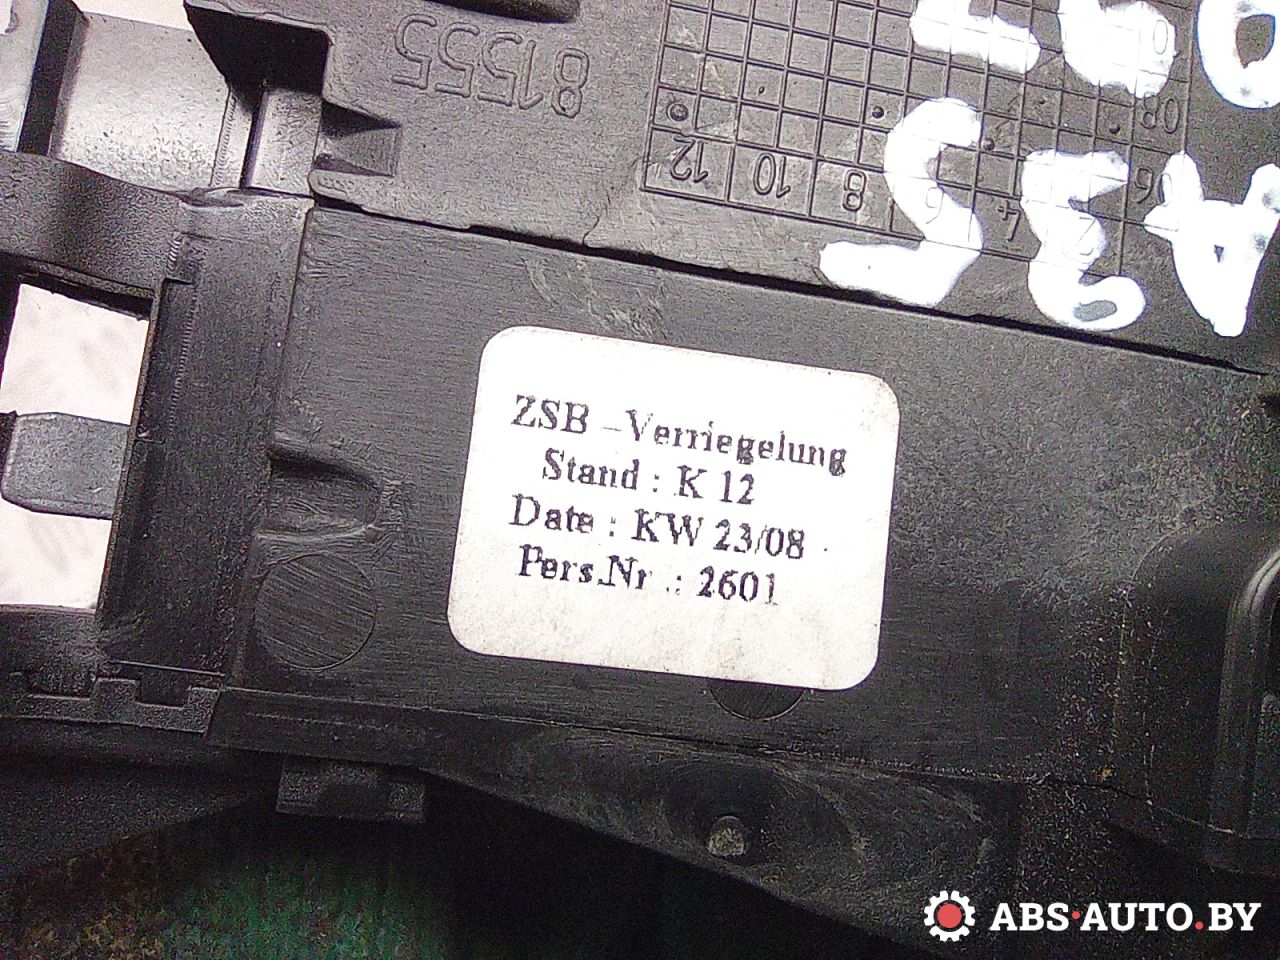 81555
12 10 8 6 4 2
08
06
A35
ZSB -Verriegelung
Stand : K 12
Date : KW 23/08
Pers.Nr .: 2601
ABS·AUTO.BY